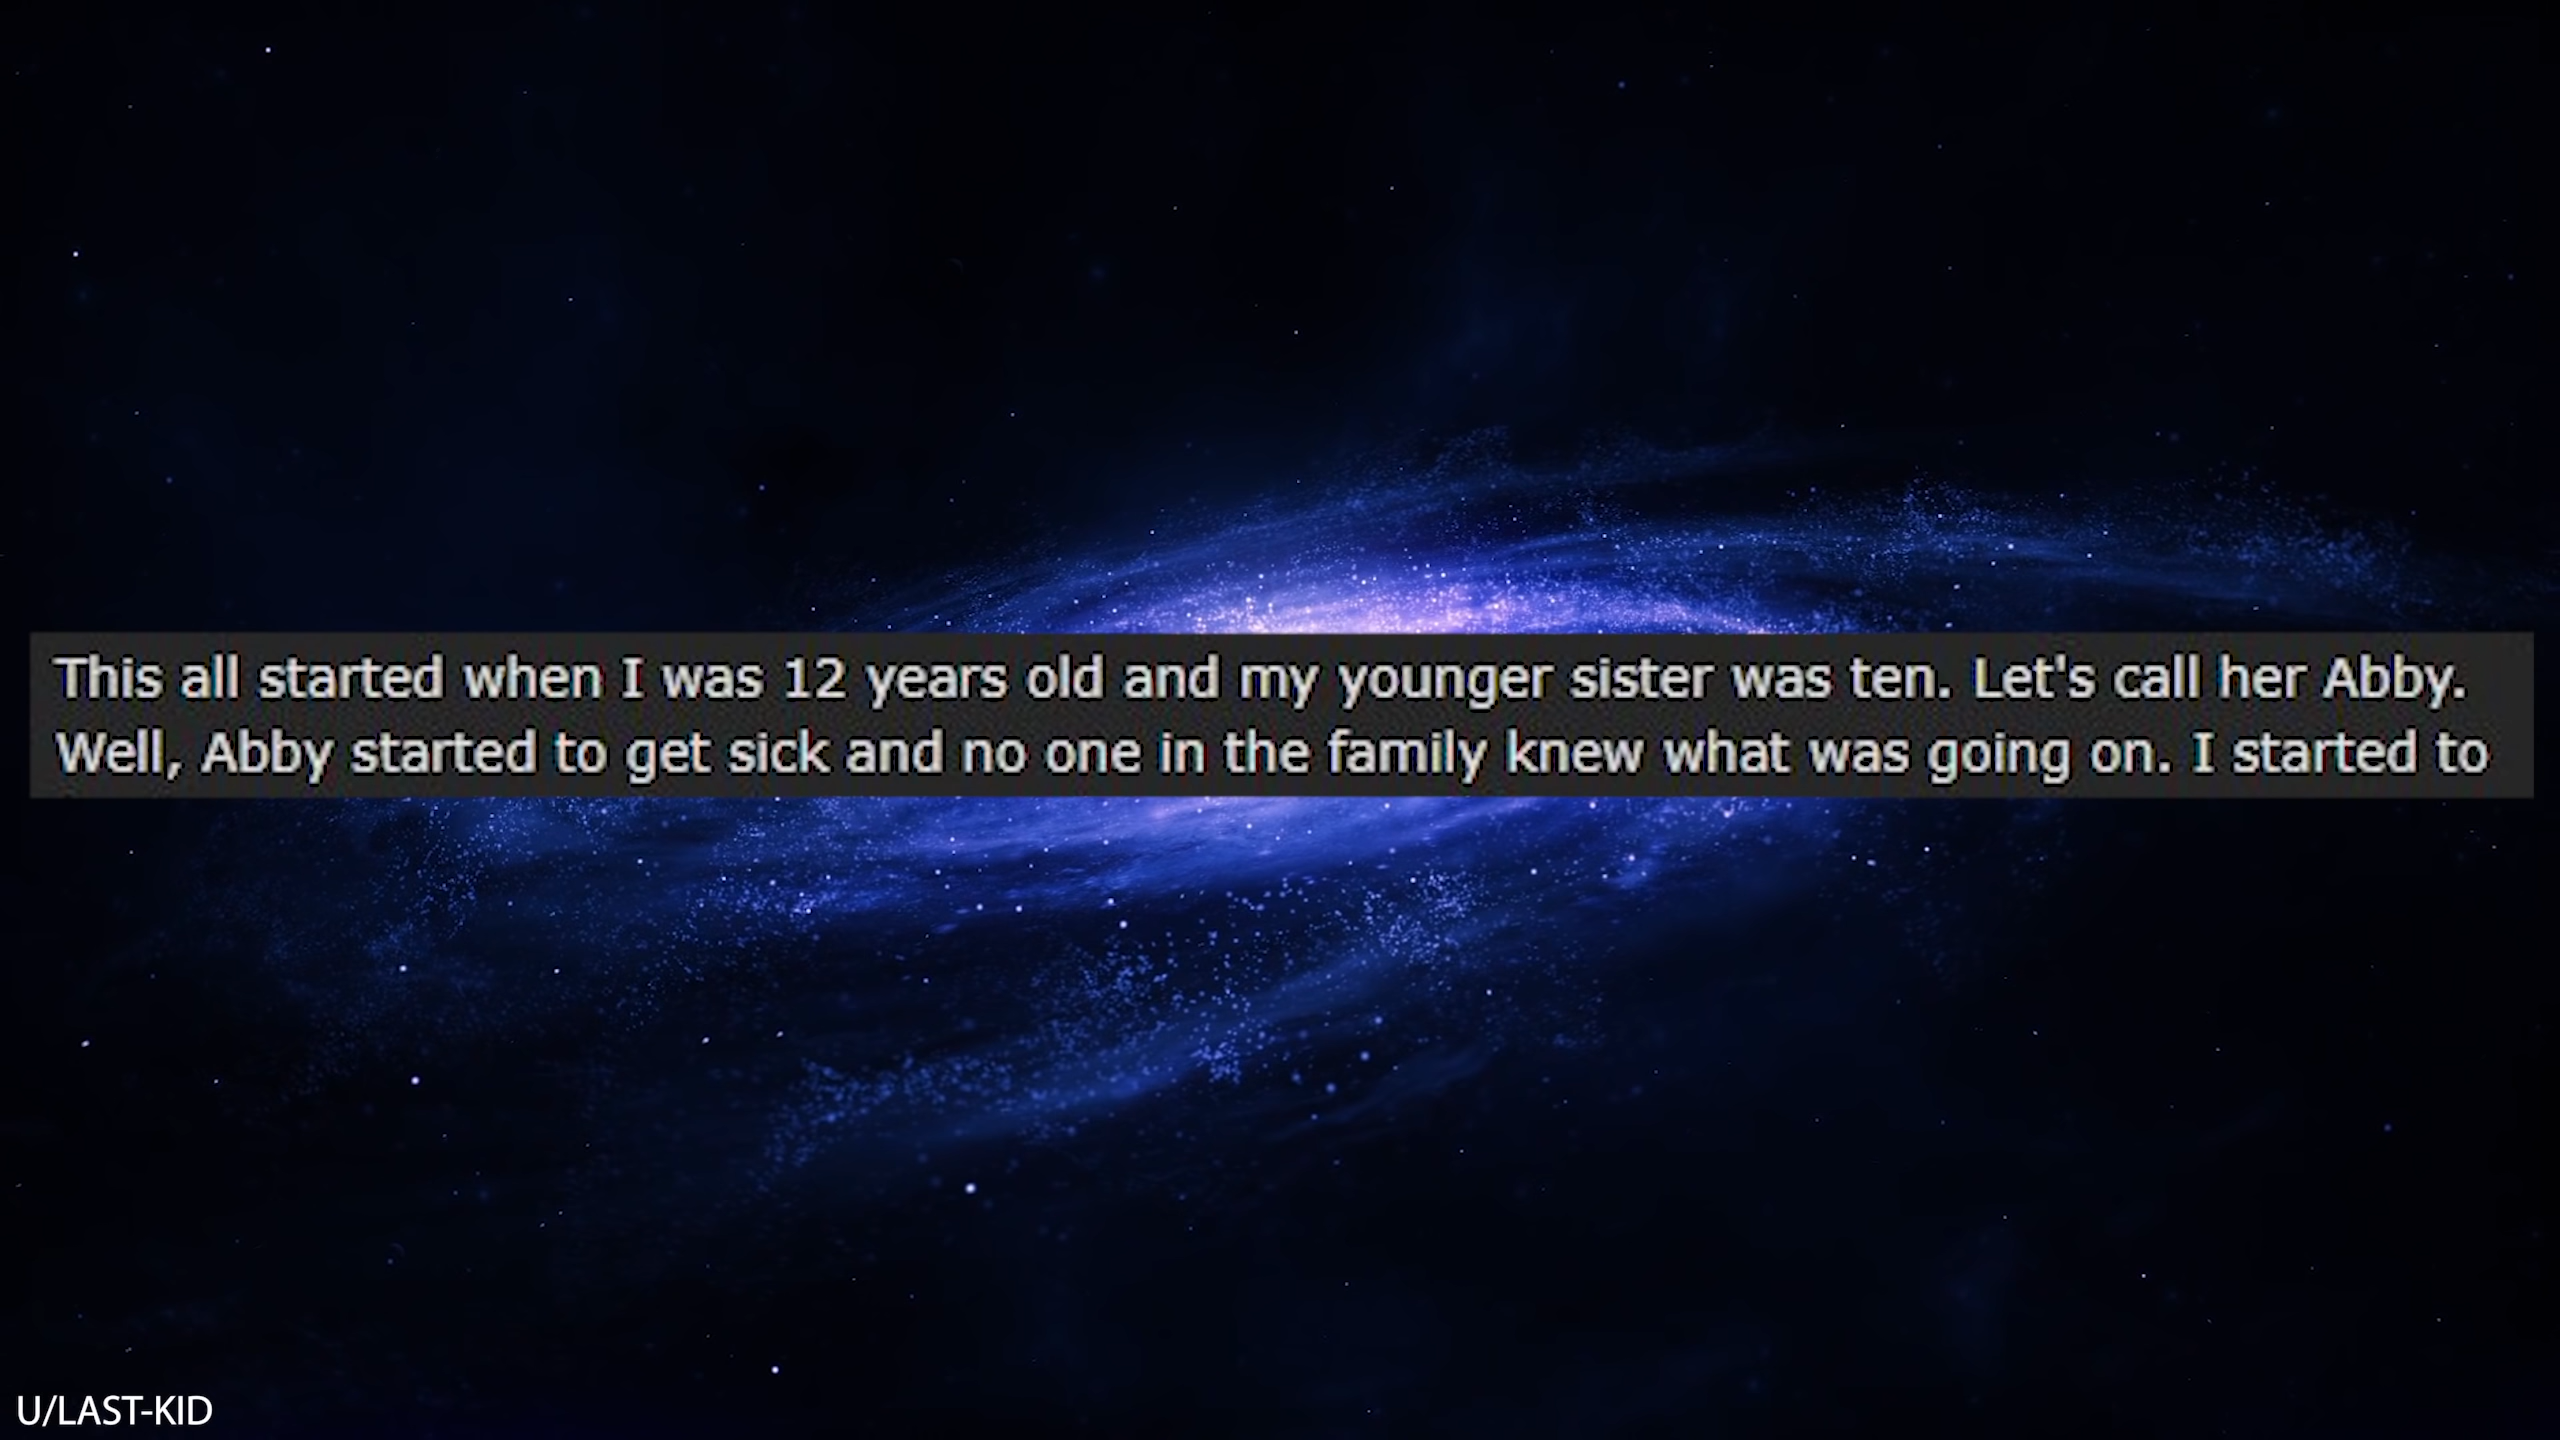 This all started when I was 12 years old and my younger sister was ten. Let's call her Abby.
Well, Abby started to get sick and no one in the family knew what was going on. I started to
U/LAST-KID